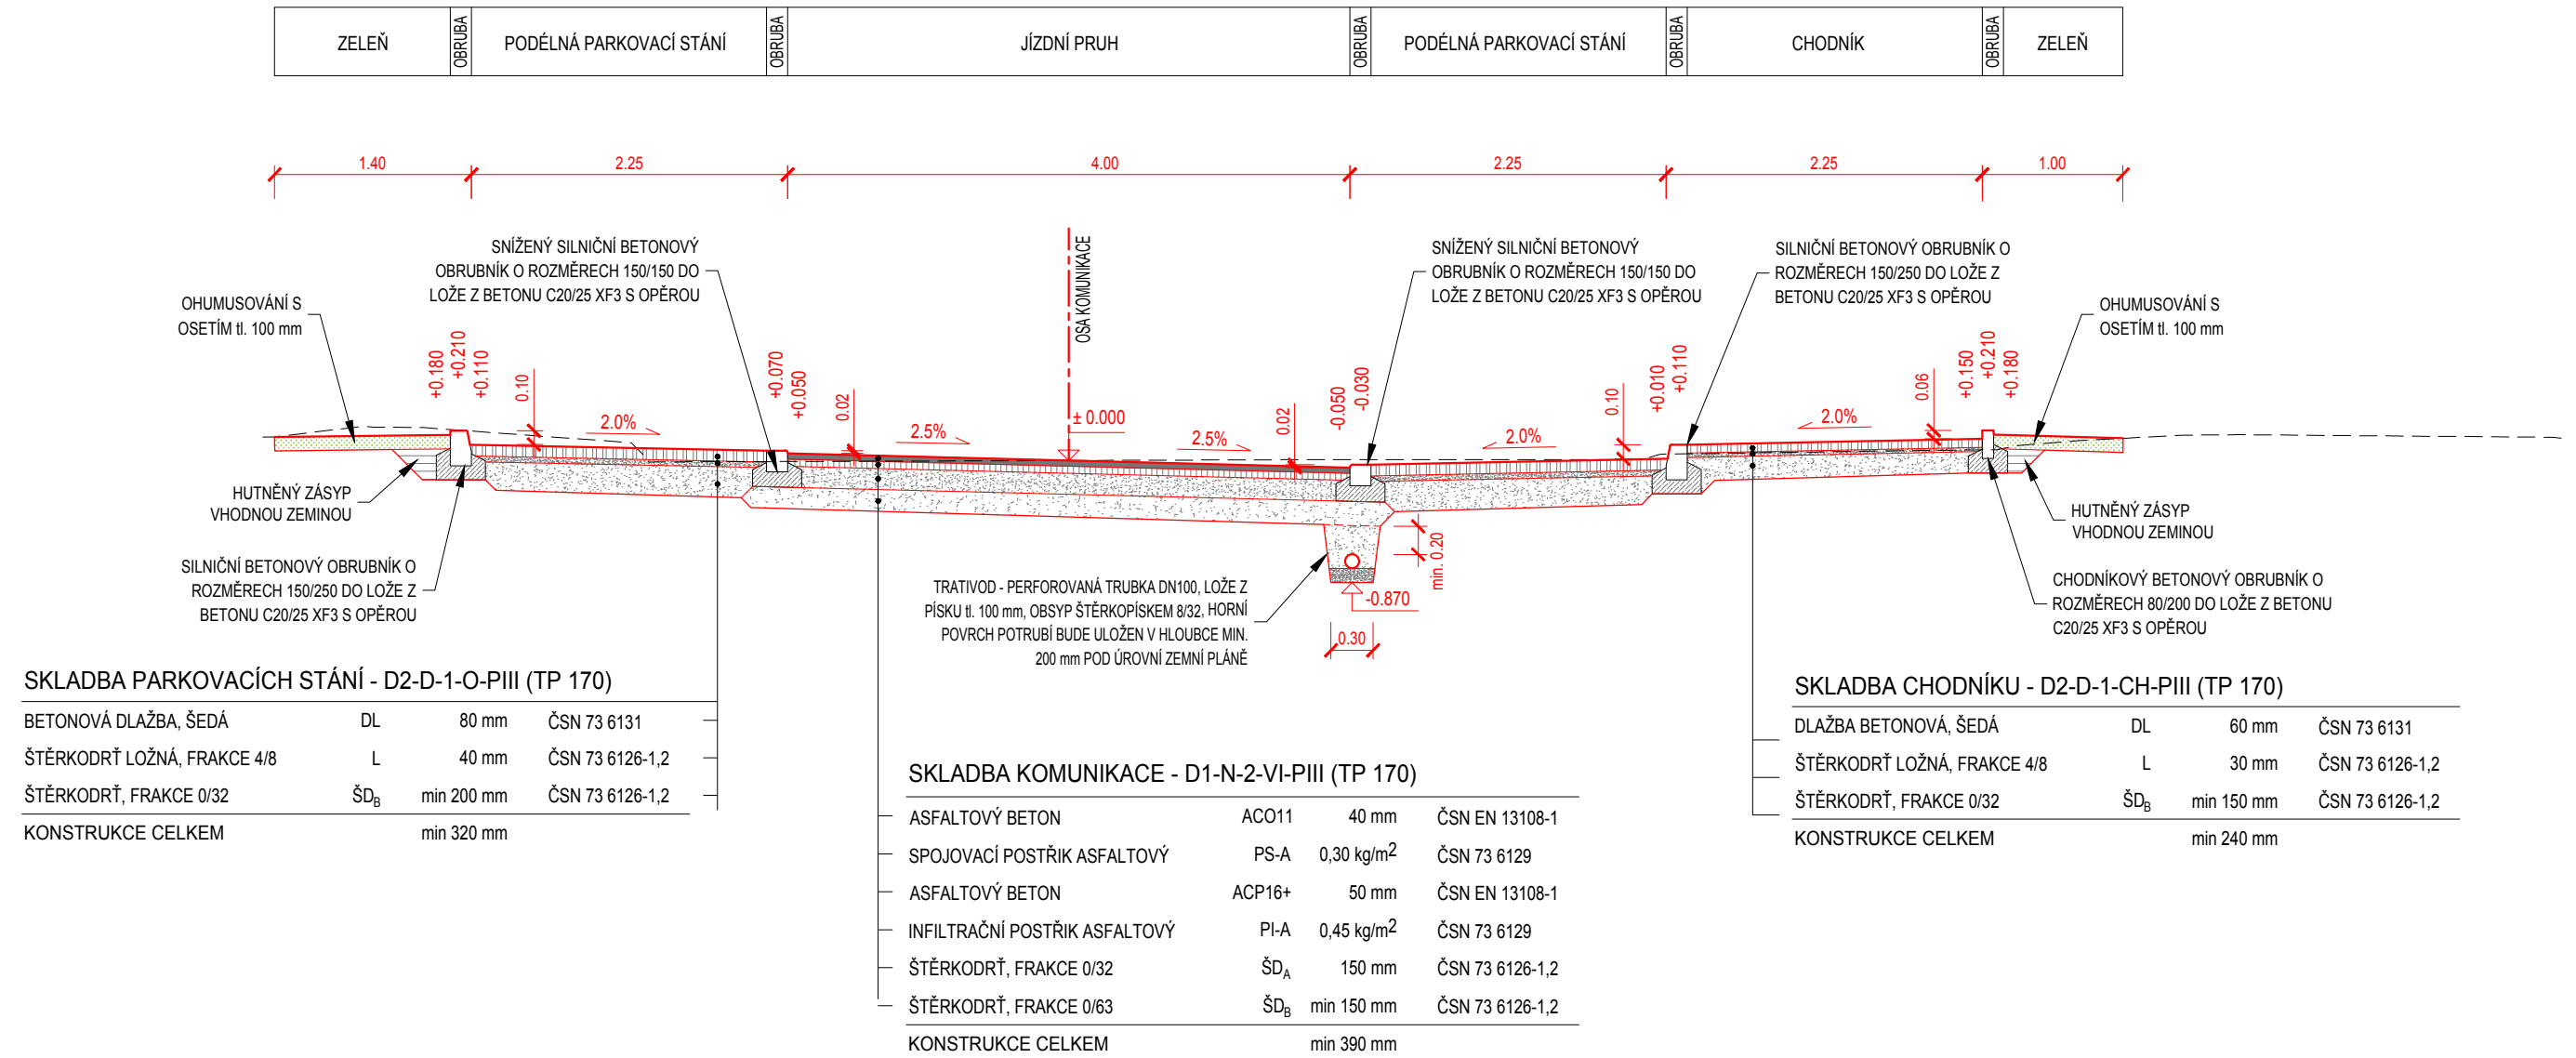 ZELEŇ
OBRUBA
PODÉLNÁ PARKOVACÍ STÁNÍ
OBRUBA
JÍZDNÍ PRUH
OBRUBA
PODÉLNÁ PARKOVACÍ STÁNÍ
OBRUBA
CHODNÍK
OBRUBA
ZELEŇ
1.40
2.25
4.00
2.25
2.25
1.00
OHUMUSOVÁNÍ S
OSETÍM tl. 100 mm
SNÍŽENÝ SILNIČNÍ BETONOVÝ
OBRUBNÍK O ROZMĚRECH 150/150 DO
LOŽE Z BETONU C20/25 XF3 S OPĚROU
OSA KOMUNIKACE
SNÍŽENÝ SILNIČNÍ BETONOVÝ
OBRUBNÍK O ROZMĚRECH 150/150 DO
LOŽE Z BETONU C20/25 XF3 S OPĚROU
SILNIČNÍ BETONOVÝ OBRUBNÍK O
ROZMĚRECH 150/250 DO LOŽE Z
BETONU C20/25 XF3 S OPĚROU
OHUMUSOVÁNÍ S
OSETÍM tl. 100 mm
+0.180
+0.210
+0.110
0.10
2.0%
+0.070
+0.050
0.02
2.5%
± 0.000
2.5%
0.02
-0.050
-0.030
2.0%
0.10
+0.010
+0.110
2.0%
0.06
+0.150
+0.210
+0.180
HUTNĚNÝ ZÁSYP
VHODNOU ZEMINOU
SILNIČNÍ BETONOVÝ OBRUBNÍK O
ROZMĚRECH 150/250 DO LOŽE Z
BETONU C20/25 XF3 S OPĚROU
TRATIVOD - PERFOROVANÁ TRUBKA DN100, LOŽE Z
PÍSKU tl. 100 mm, OBSYP ŠTĚRKOPÍSKEM 8/32, HORNÍ
POVRCH POTRUBÍ BUDE ULOŽEN V HLOUBCE MIN.
200 mm POD ÚROVNÍ ZEMNÍ PLÁNĚ
min. 0.20
-0.870
0.30
HUTNĚNÝ ZÁSYP
VHODNOU ZEMINOU
CHODNÍKOVÝ BETONOVÝ OBRUBNÍK O
ROZMĚRECH 80/200 DO LOŽE Z BETONU
C20/25 XF3 S OPĚROU
SKLADBA PARKOVACÍCH STÁNÍ - D2-D-1-O-PIII (TP 170)
BETONOVÁ DLAŽBA, ŠEDÁ DL 80 mm ČSN 73 6131
ŠTĚRKODRŤ LOŽNÁ, FRAKCE 4/8 L 40 mm ČSN 73 6126-1,2
ŠTĚRKODRŤ, FRAKCE 0/32 ŠDB min 200 mm ČSN 73 6126-1,2
KONSTRUKCE CELKEM min 320 mm
SKLADBA KOMUNIKACE - D1-N-2-VI-PIII (TP 170)
ASFALTOVÝ BETON ACO11 40 mm ČSN EN 13108-1
SPOJOVACÍ POSTŘIK ASFALTOVÝ PS-A 0,30 kg/m2 ČSN 73 6129
ASFALTOVÝ BETON ACP16+ 50 mm ČSN EN 13108-1
INFILTRAČNÍ POSTŘIK ASFALTOVÝ PI-A 0,45 kg/m2 ČSN 73 6129
ŠTĚRKODRŤ, FRAKCE 0/32 ŠDA 150 mm ČSN 73 6126-1,2
ŠTĚRKODRŤ, FRAKCE 0/63 ŠDB min 150 mm ČSN 73 6126-1,2
KONSTRUKCE CELKEM min 390 mm
SKLADBA CHODNÍKU - D2-D-1-CH-PIII (TP 170)
DLAŽBA BETONOVÁ, ŠEDÁ DL 60 mm ČSN 73 6131
ŠTĚRKODRŤ LOŽNÁ, FRAKCE 4/8 L 30 mm ČSN 73 6126-1,2
ŠTĚRKODRŤ, FRAKCE 0/32 ŠDB min 150 mm ČSN 73 6126-1,2
KONSTRUKCE CELKEM min 240 mm